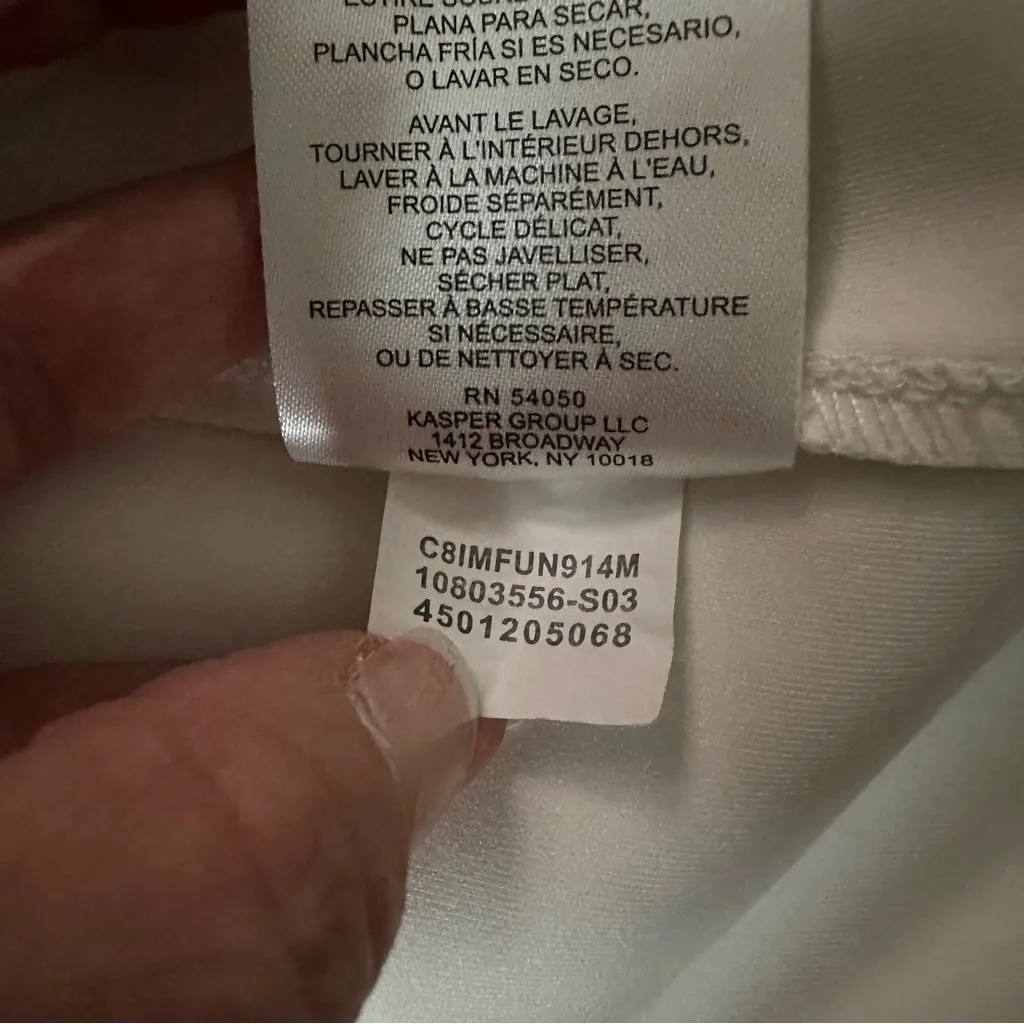 PLANA PARA SECAR,
PLANCHA FRÍA SI ES NECESARIO,
O LAVAR EN SECO.
AVANT LE LAVAGE,
TOURNER À L'INTÉRIEUR DEHORS,
LAVER À LA MACHINE À L'EAU,
FROIDE SÉPARÉMENT,
CYCLE DÉLICAT,
NE PAS JAVELLISER,
SÉCHER PLAT,
REPASSER À BASSE TEMPÉRATURE
SI NÉCESSAIRE,
OU DE NETTOYER À SEC.
RN 54050
KASPER GROUP LLC
1412 BROADWAY
NEW YORK, NY 10018
C8IMFUN914M
10803556-S03
4501205068